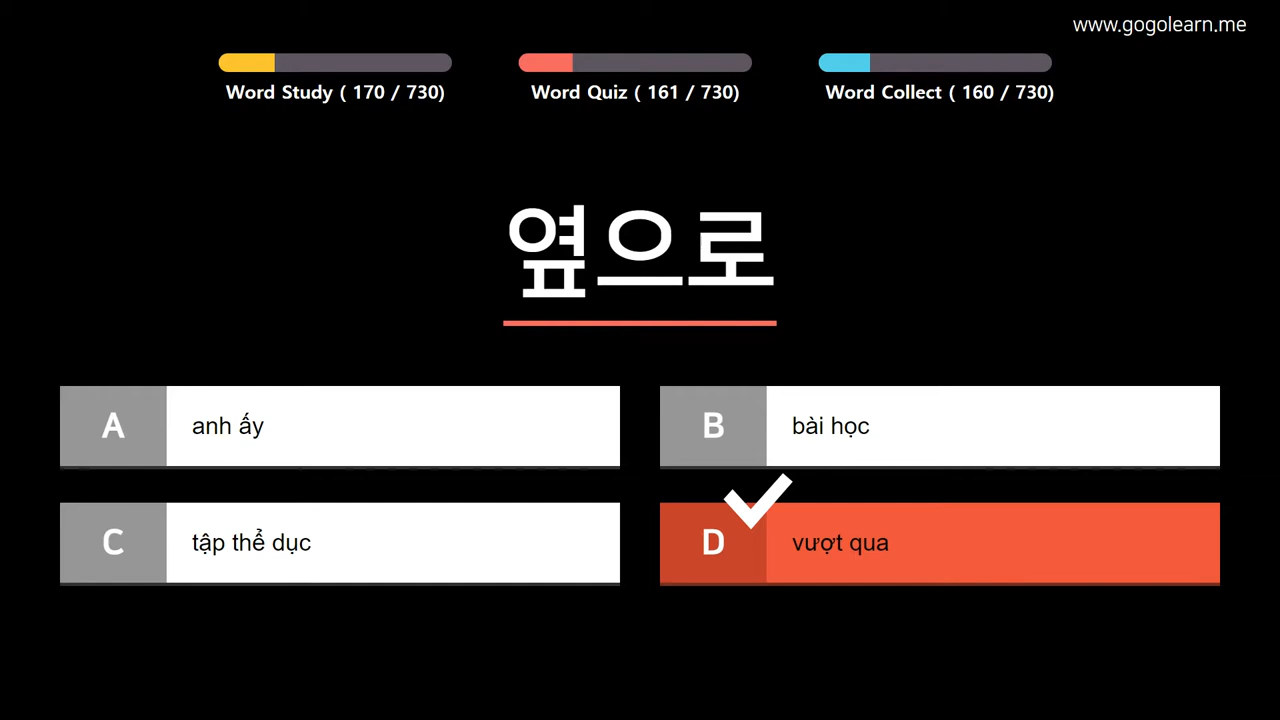 www.gogolearn.me
Word Study ( 170 / 730)
Word Quiz ( 161 / 730)
Word Collect ( 160 / 730)
옆으로
A
anh ấy
B
bài học
C
tập thể dục
D
vượt qua